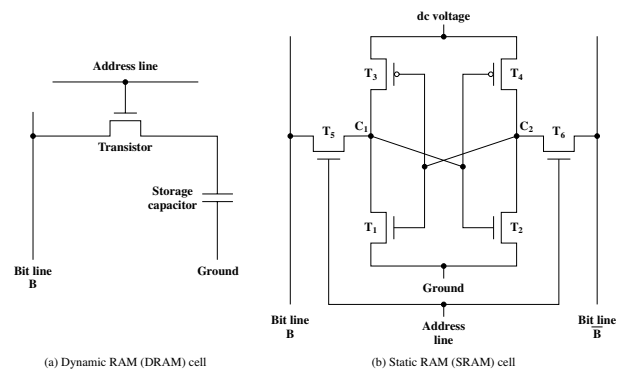 Address line
Transistor
Storage
capacitor
Bit line
B
Ground
(a) Dynamic RAM (DRAM) cell
dc voltage
T3
T4
T5
C1
C2
T6
T1
T2
Ground
Bit line
B
Address
line
Bit line
B̅
(b) Static RAM (SRAM) cell